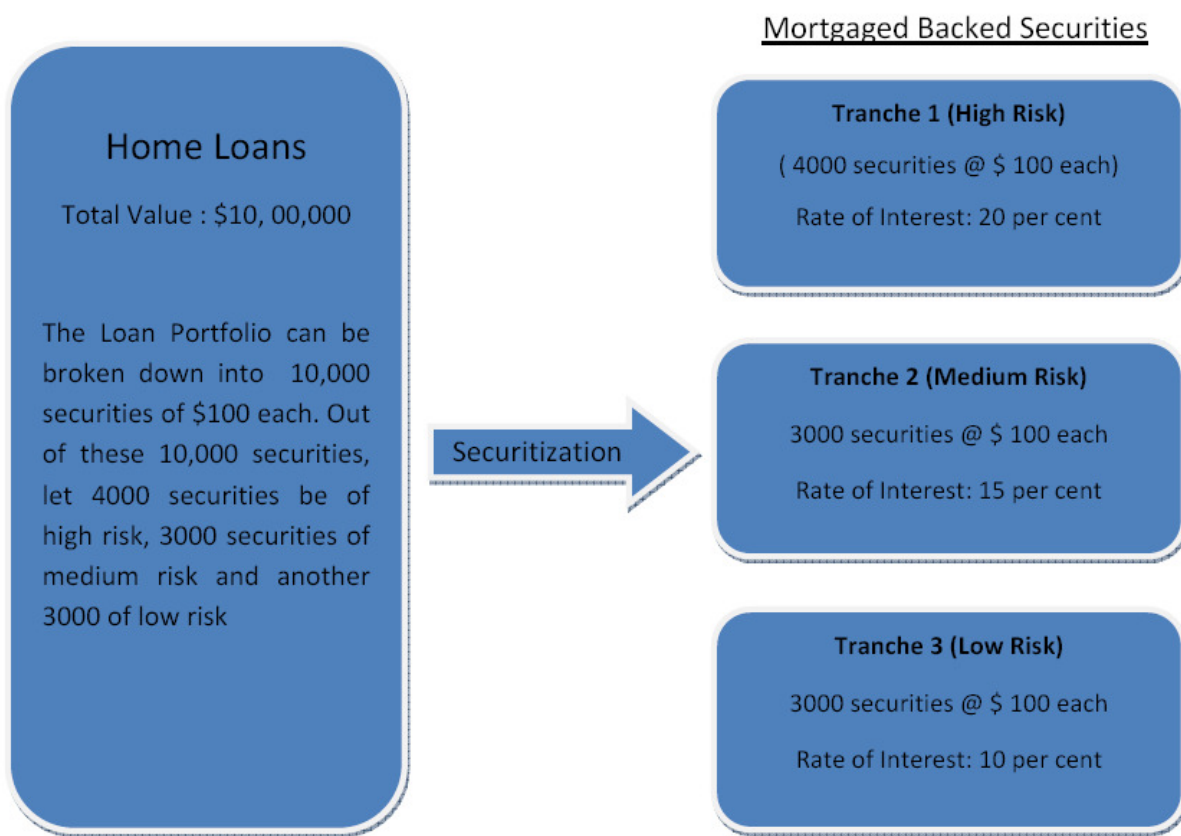 Mortgaged Backed Securities
Home Loans
Total Value : $10, 00,000
The Loan Portfolio can be
broken down into 10,000
securities of $100 each. Out
of these 10,000 securities,
let 4000 securities be of
high risk, 3000 securities of
medium risk and another
3000 of low risk
Securitization
Tranche 1 (High Risk)
( 4000 securities @ $ 100 each)
Rate of Interest: 20 per cent
Tranche 2 (Medium Risk)
3000 securities @ $ 100 each
Rate of Interest: 15 per cent
Tranche 3 (Low Risk)
3000 securities @ $ 100 each
Rate of Interest: 10 per cent